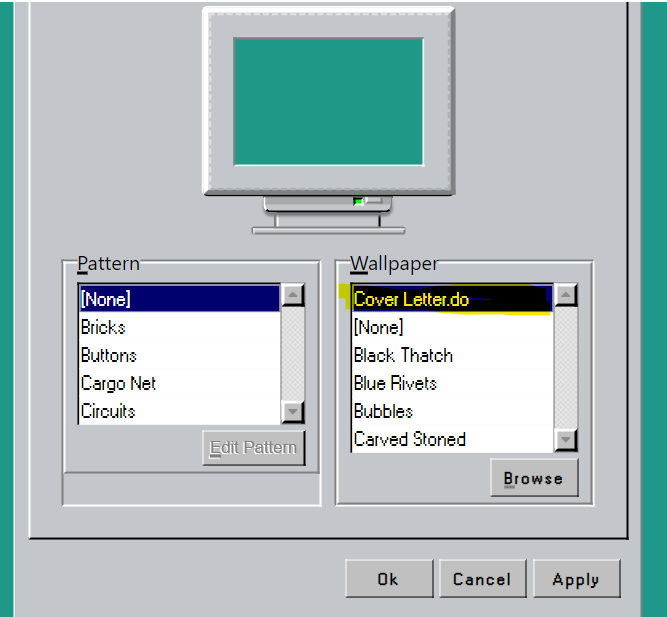 Pattern
[None]
Bricks
Buttons
Cargo Net
Circuits
Edit Pattern
Wallpaper
Cover Letter.do
[None]
Black Thatch
Blue Rivets
Bubbles
Carved Stoned
Browse
Ok
Cancel
Apply